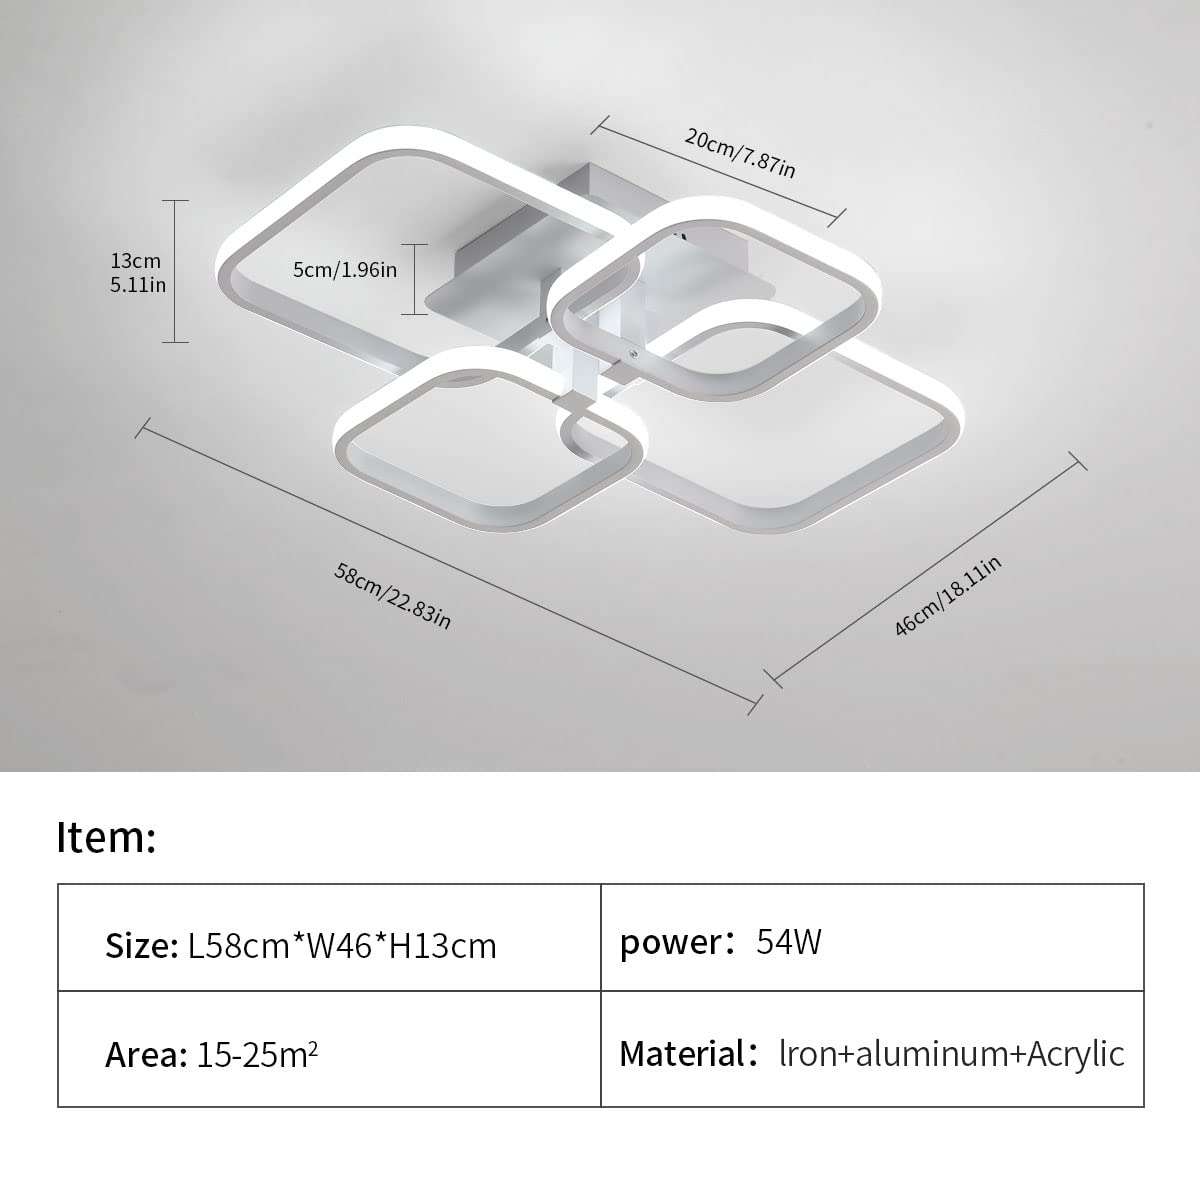 20cm/7.87in
13cm
5.11in
5cm/1.96in
58cm/22.83in
46cm/18.11in
Item:
Size: L58cm*W46*H13cm
power：54W
Area: 15-25m²
Material：lron+aluminum+Acrylic